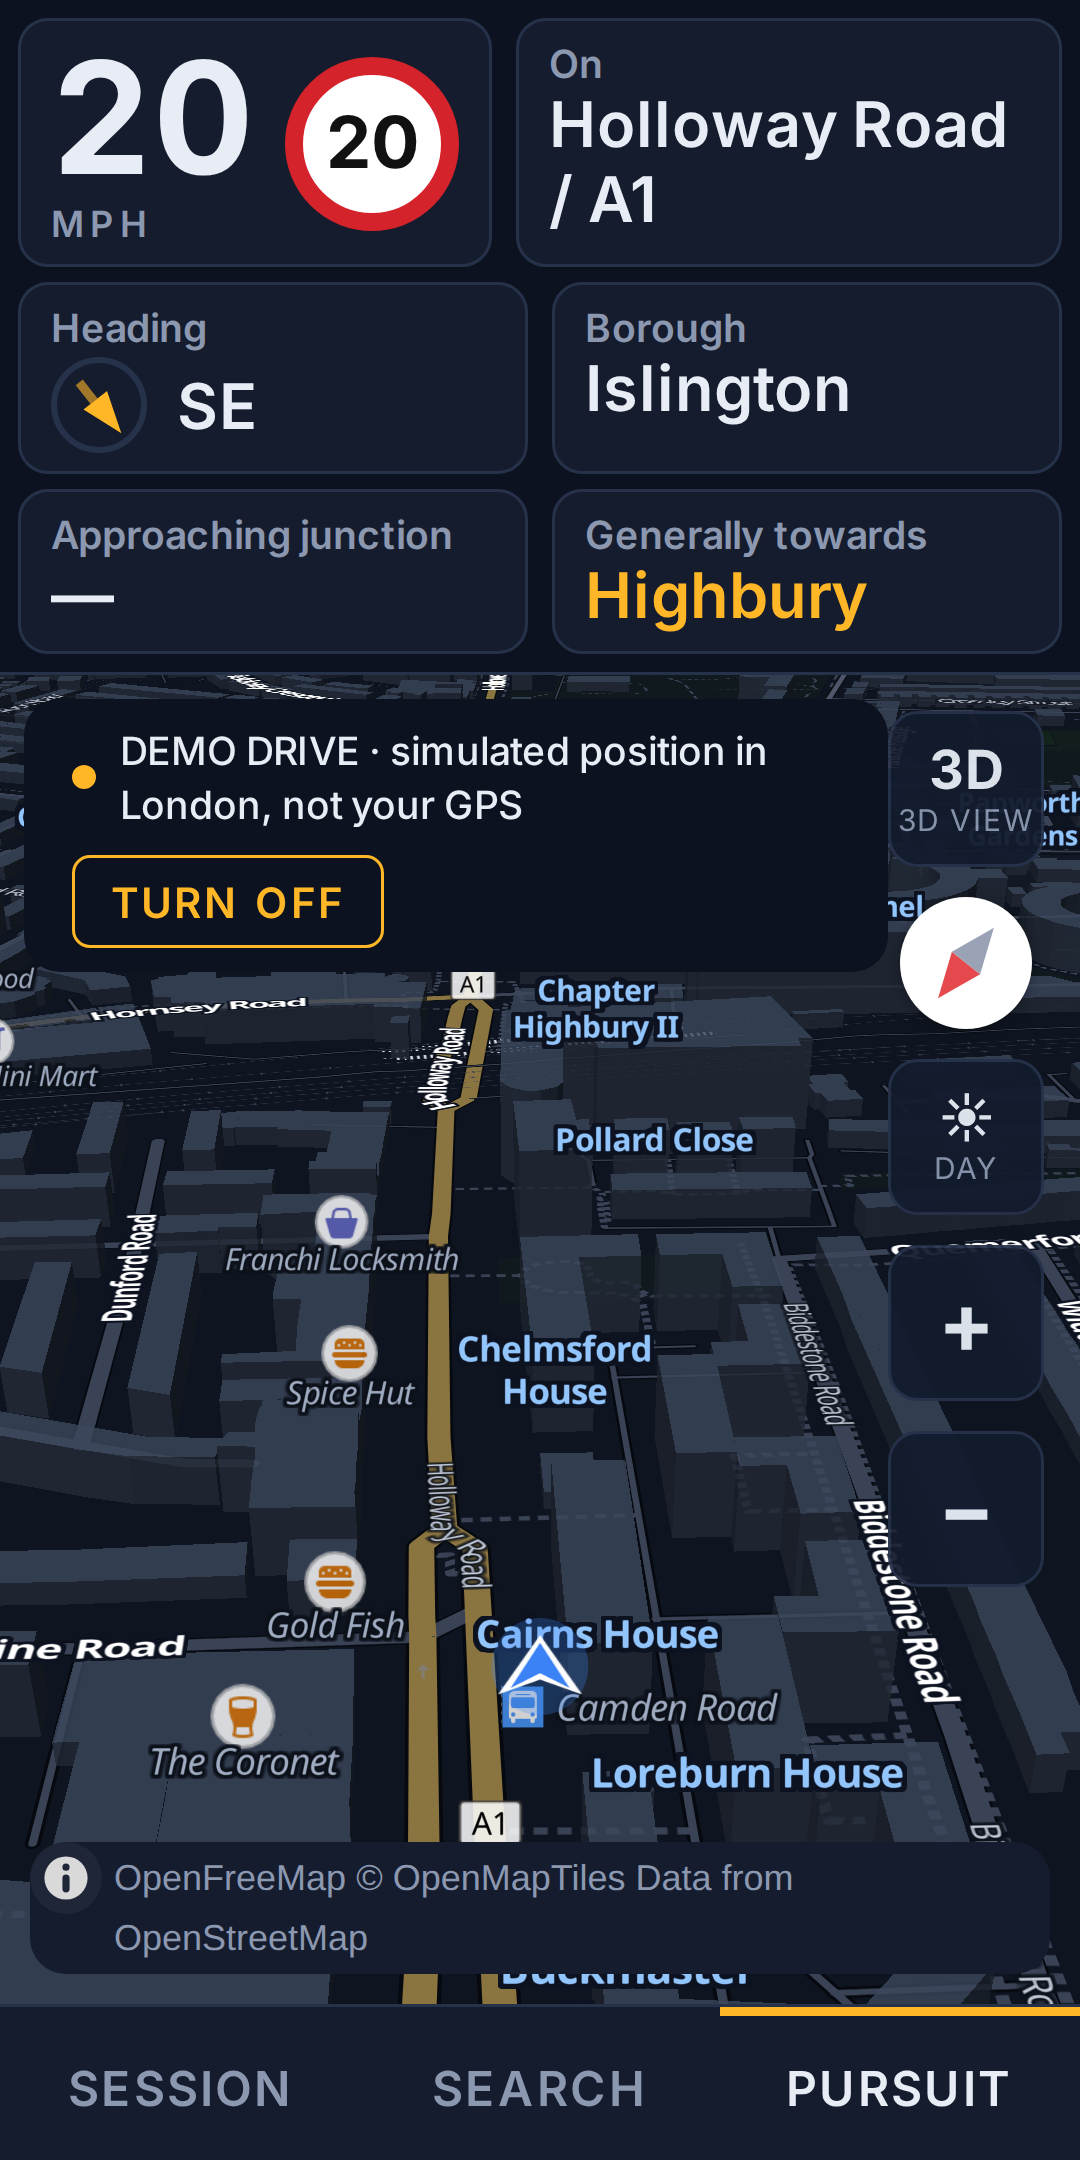 20
MPH
20
On
Holloway Road
/ A1
Heading
SE
Borough
Islington
Approaching junction
—
Generally towards
Highbury
DEMO DRIVE · simulated position in
London, not your GPS
TURN OFF
3D
3D VIEW
A1
Chapter
Highbury II
Hornsey Road
Holloway Road
Mini Mart
Pollard Close
DAY
Dunford Road
Franchi Locksmith
Biddestone Road
+
Spice Hut
Chelmsford
House
Holloway Road
−
Biddestone Road
Gold Fish
Cairns House
Camden Road
The Coronet
Loreburn House
A1
OpenFreeMap © OpenMapTiles Data from
OpenStreetMap
SESSION
SEARCH
PURSUIT